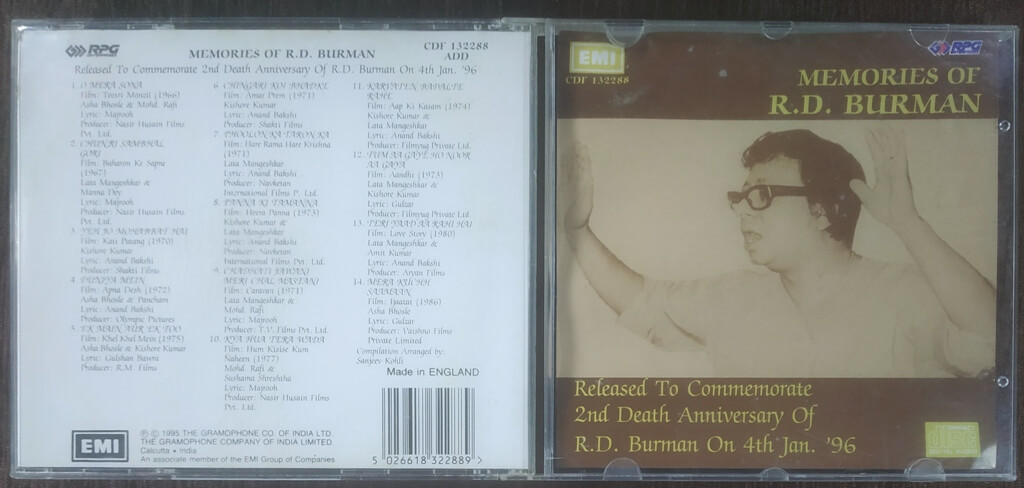 RPG
MEMORIES OF R.D. BURMAN
CDF 132288
ADD
Released To Commemorate 2nd Death Anniversary Of R.D. Burman On 4th Jan. '96
1. O MERA SONA
Film: Teesri Manzil (1966)
Asha Bhosle & Mohd. Rafi
Lyric: Majrooh
Producer: Nasir Husain Films
Pvt. Ltd.
2. CHUNRI SAMBHAL
GORI
Film: Baharon Ke Sapne
(1967)
Lata Mangeshkar &
Manna Dey
Lyric: Majrooh
Producer: Nasir Husain Films
Pvt. Ltd.
3. YEH JO MOHABBAT HAI
Film: Kati Patang (1970)
Kishore Kumar
Lyric: Anand Bakshi
Producer: Shakti Films
4. DUNIYA MEIN
Film: Apna Desh (1972)
Asha Bhosle & Pancham
Lyric: Anand Bakshi
Producer: Olympic Pictures
5. EK MAIN AUR EK TOO
Film: Khel Khel Mein (1975)
Asha Bhosle & Kishore Kumar
Lyric: Gulshan Bawra
Producer: R.M. Films
6. CHINGARI KOI BHADKE
Film: Amar Prem (1971)
Kishore Kumar
Lyric: Anand Bakshi
Producer: Shakti Films
7. PHOOLON KA TARON KA
Film: Hare Rama Hare Krishna
(1971)
Lata Mangeshkar
Lyric: Anand Bakshi
Producer: Navketan
International Films P. Ltd.
8. PANNA KI TAMANNA
Film: Heera Panna (1973)
Kishore Kumar &
Lata Mangeshkar
Lyric: Anand Bakshi
Producer: Navketan
International Films Pvt. Ltd.
9. CHADHATI JAWANI
MERI CHAL MASTANI
Film: Caravan (1971)
Lata Mangeshkar &
Mohd. Rafi
Lyric: Majrooh
Producer: T.V. Films Pvt. Ltd.
10. KYA HUA TERA WADA
Film: Hum Kisise Kum
Naheen (1977)
Mohd. Rafi &
Sushama Shreshtha
Lyric: Majrooh
Producer: Nasir Husain Films
Pvt. Ltd.
11. KARVATEN BADALTE
RAHE
Film: Aap Ki Kasam (1974)
Kishore Kumar &
Lata Mangeshkar
Lyric: Anand Bakshi
Producer: Filmyug Private Ltd.
12. TUM AA GAYE HO NOOR
AA GAYA
Film: Aandhi (1973)
Lata Mangeshkar &
Kishore Kumar
Lyric: Gulzar
Producer: Filmyug Private Ltd.
13. TERI YAAD AA RAHI HAI
Film: Love Story (1980)
Lata Mangeshkar &
Amit Kumar
Lyric: Anand Bakshi
Producer: Aryan Films
14. MERA KUCHH
SAAMAAN
Film: Ijaazat (1986)
Asha Bhosle
Lyric: Gulzar
Producer: Vaishno Films
Private Limited
Compilation Arranged by:
Sanjeev Kohli
Made in ENGLAND
EMI
℗ © 1995 THE GRAMOPHONE CO. OF INDIA LTD.
THE GRAMOPHONE COMPANY OF INDIA LIMITED
Calcutta • India
An associate member of the EMI Group of Companies
5 026618 322889 >
EMI
CDF 132288
RPG
MEMORIES OF
R.D. BURMAN
Released To Commemorate
2nd Death Anniversary Of
R.D. Burman On 4th Jan. '96
COMPACT
disc
DIGITAL AUDIO